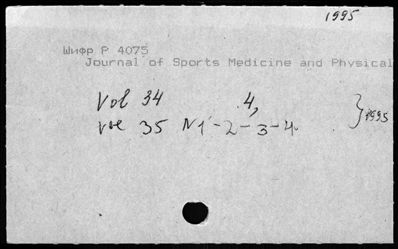 1995
Шифр P 4075
Journal of Sports Medicine and Physical
Vol 34 4,
vol 35 N1-2-3-4 } 1995